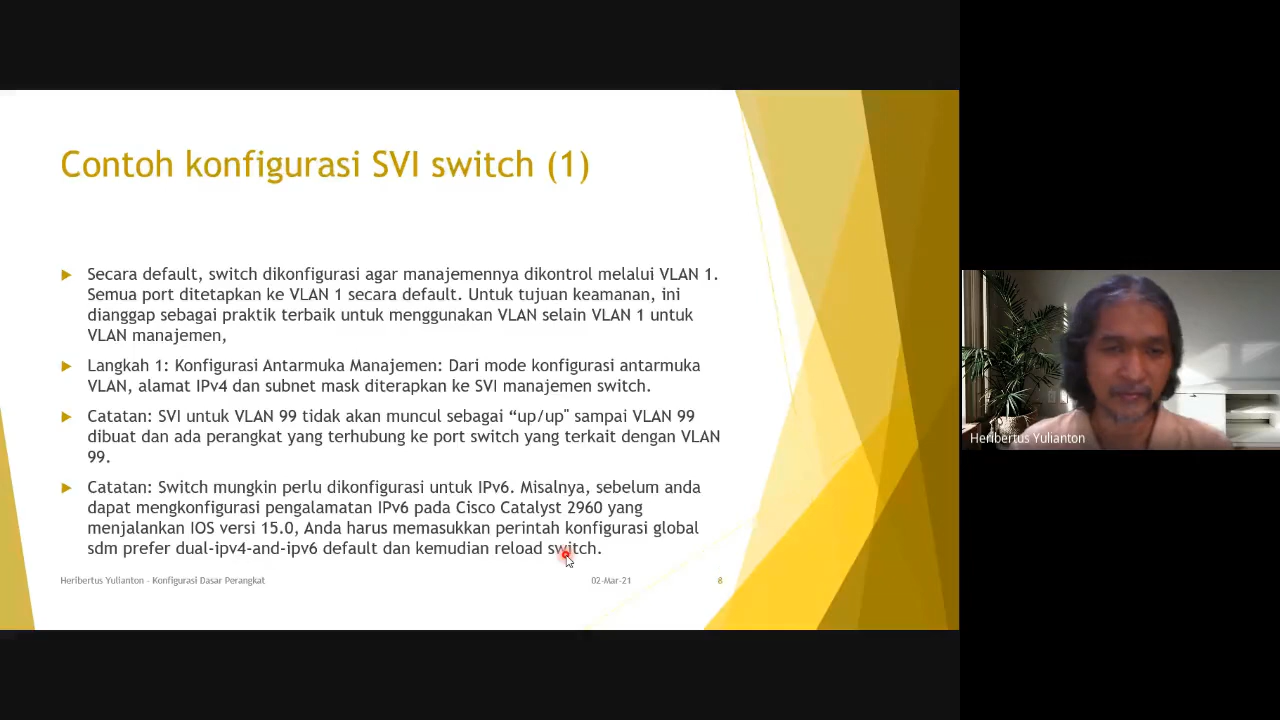 Contoh konfigurasi SVI switch (1)
Secara default, switch dikonfigurasi agar manajemennya dikontrol melalui VLAN 1.
Semua port ditetapkan ke VLAN 1 secara default. Untuk tujuan keamanan, ini
dianggap sebagai praktik terbaik untuk menggunakan VLAN selain VLAN 1 untuk
VLAN manajemen,
Langkah 1: Konfigurasi Antarmuka Manajemen: Dari mode konfigurasi antarmuka
VLAN, alamat IPv4 dan subnet mask diterapkan ke SVI manajemen switch.
Catatan: SVI untuk VLAN 99 tidak akan muncul sebagai “up/up" sampai VLAN 99
dibuat dan ada perangkat yang terhubung ke port switch yang terkait dengan VLAN
99.
Catatan: Switch mungkin perlu dikonfigurasi untuk IPv6. Misalnya, sebelum anda
dapat mengkonfigurasi pengalamatan IPv6 pada Cisco Catalyst 2960 yang
menjalankan IOS versi 15.0, Anda harus memasukkan perintah konfigurasi global
sdm prefer dual-ipv4-and-ipv6 default dan kemudian reload switch.
Heribertus Yulianton - Konfigurasi Dasar Perangkat
02-Mar-21
8
Heribertus Yulianton